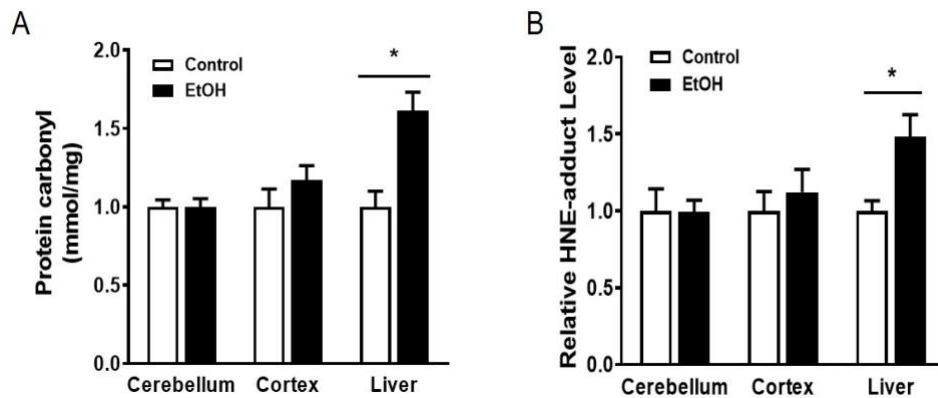 A
Protein carbonyl
(mmol/mg)
2.0
1.5
1.0
0.5
0.0
Control
EtOH
*
Cerebellum Cortex Liver
B
Relative HNE-adduct Level
2.0
1.5
1.0
0.5
0.0
Control
EtOH
*
Cerebellum Cortex Liver